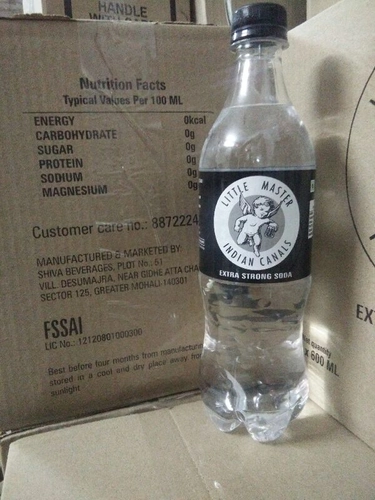 HANDLE
Nutrition Facts
Typical Values Per 100 ML
ENERGY 0kcal
CARBOHYDRATE 0g
SUGAR 0g
PROTEIN 0g
SODIUM 0g
MAGNESIUM 0g
Customer care no.: 8872224
MANUFACTURED & MARKETED BY:
SHIVA BEVERAGES, PLOT No.: 51,
VILL. DESUMAJRA, NEAR GIDHE ATTA CHA
SECTOR 125, GREATER MOHALI 140301
FSSAI
LIC No.: 12120801000306
Best before four months from manufacture
stored in a cool and dry place away from
sunlight
LITTLE MASTER
INDIAN CANALS
EXTRA STRONG SODA
EX
quantity
x 600 ML